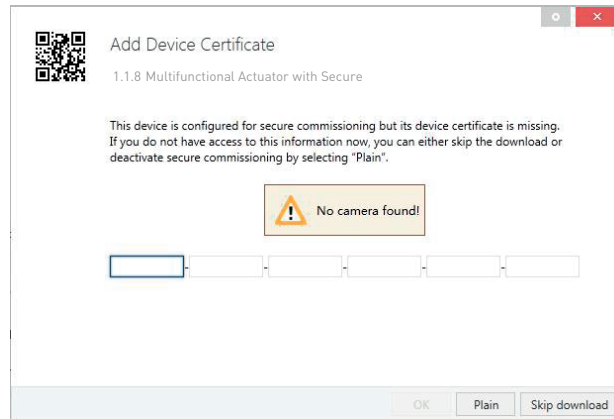 Add Device Certificate
1.1.8 Multifunctional Actuator with Secure
This device is configured for secure commissioning but its device certificate is missing.
If you do not have access to this information now, you can either skip the download or
deactivate secure commissioning by selecting "Plain".
No camera found!
- - - - -
OK Plain Skip download